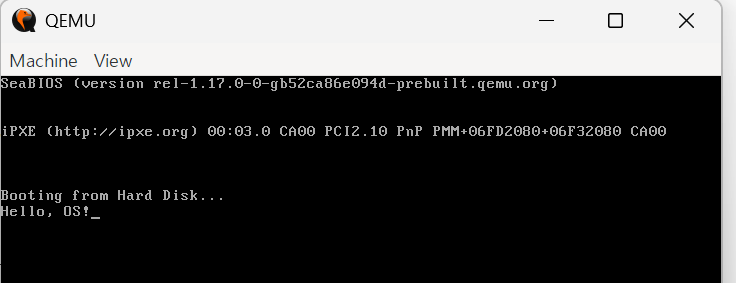 QEMU
Machine View
SeaBIOS (version rel-1.17.0-0-gb52ca86e094d-prebuilt.qemu.org)
iPXE (http://ipxe.org) 00:03.0 CA00 PCI2.10 PnP PMM+06FD2080+06F32080 CA00
Booting from Hard Disk...
Hello, OS!_